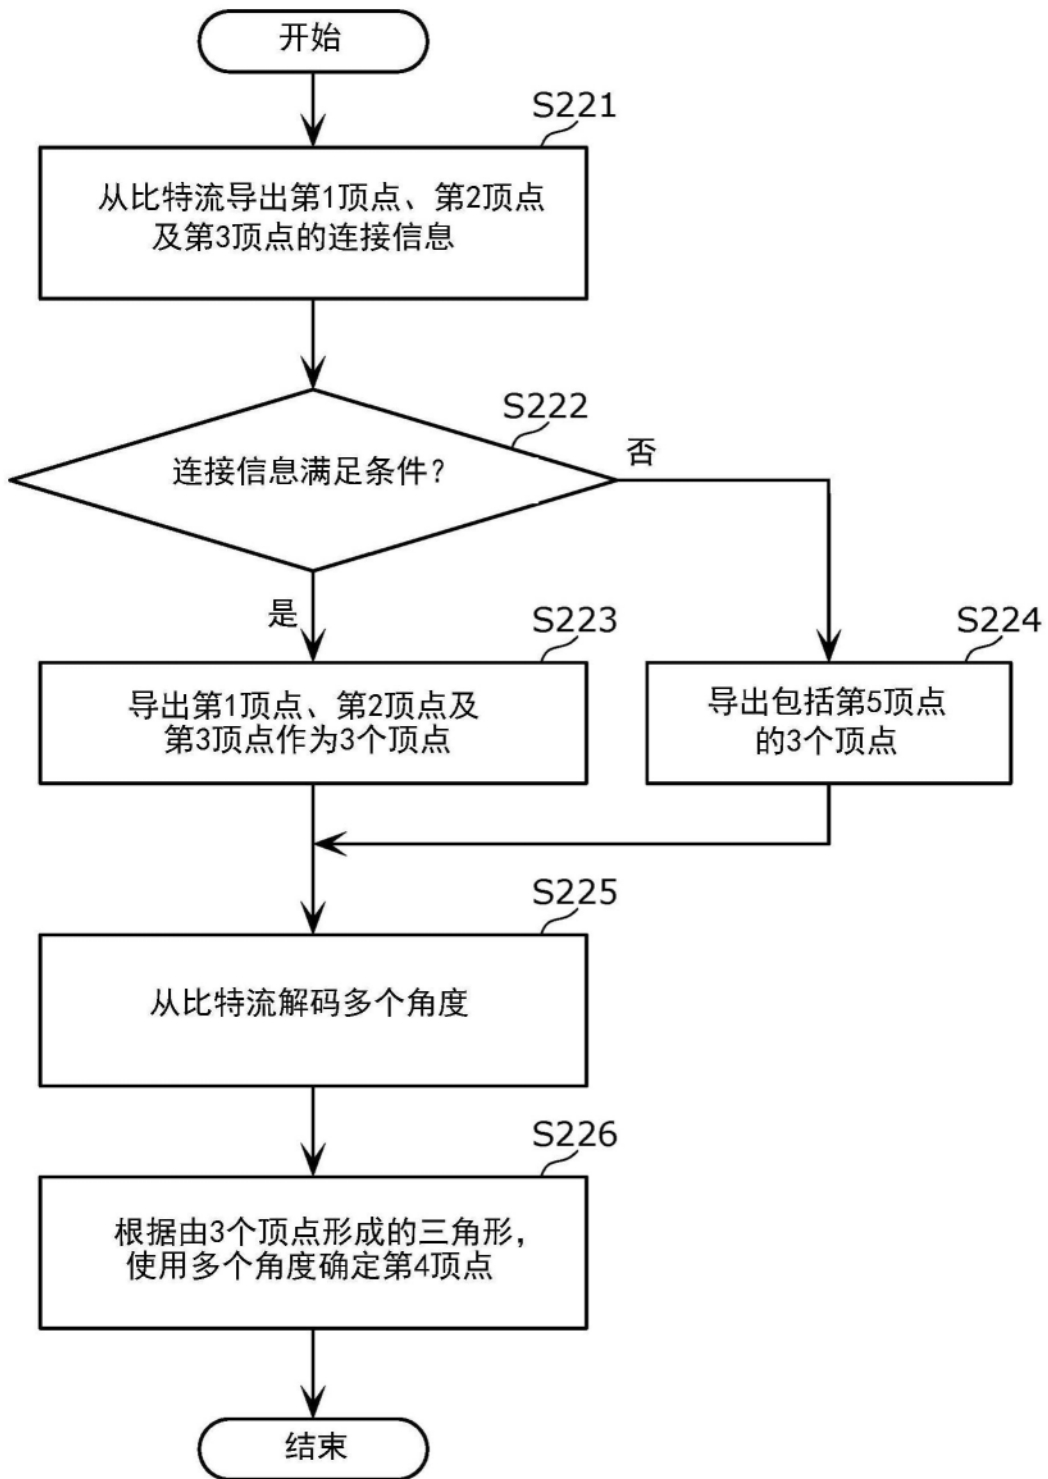 开始
S221
从比特流导出第1顶点、第2顶点
及第3顶点的连接信息
S222
连接信息满足条件?
否
是
S223
导出第1顶点、第2顶点及
第3顶点作为3个顶点
S224
导出包括第5顶点
的3个顶点
S225
从比特流解码多个角度
S226
根据由3个顶点形成的三角形，
使用多个角度确定第4顶点
结束